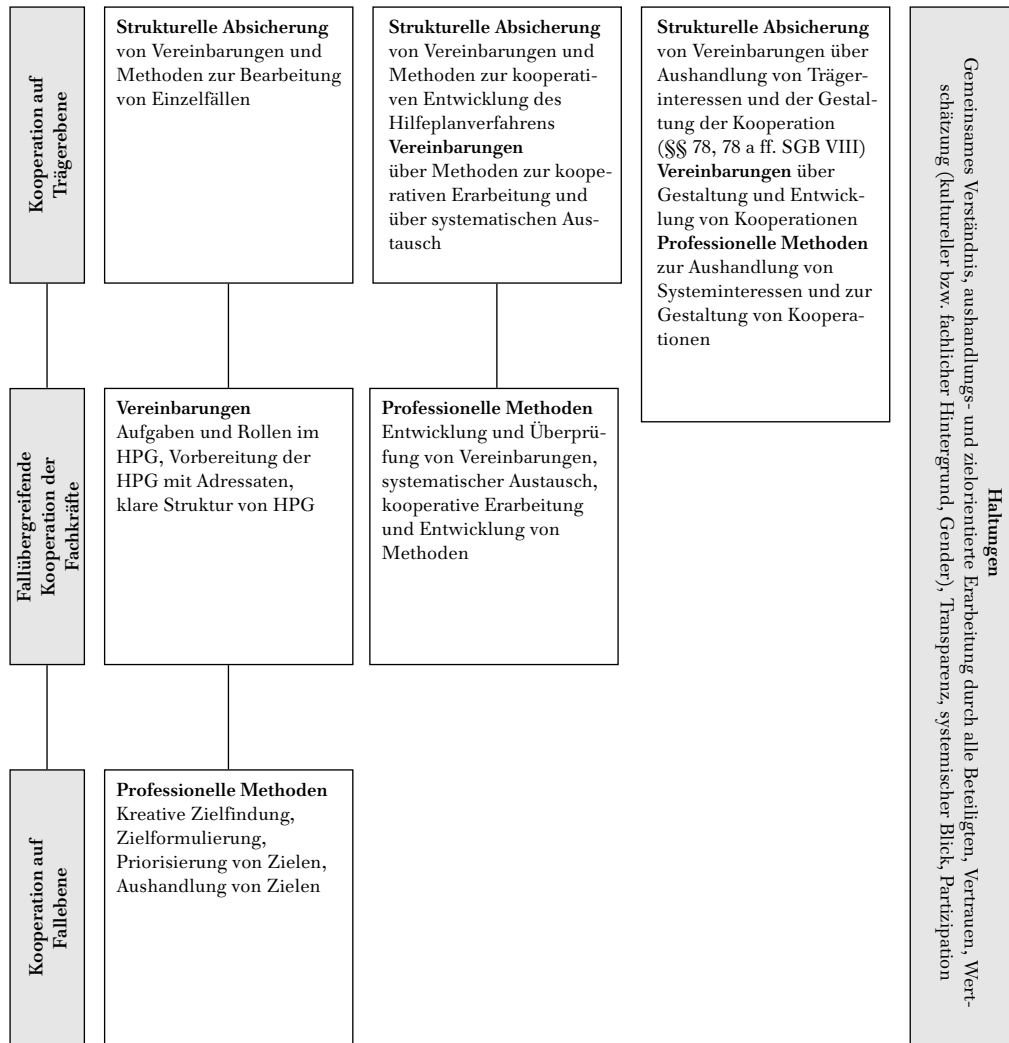 Kooperation auf
Trägerebene
Strukturelle Absicherung
von Vereinbarungen und
Methoden zur Bearbeitung
von Einzelfällen
Strukturelle Absicherung
von Vereinbarungen und
Methoden zur kooperati-
ven Entwicklung des
Hilfeplanverfahrens
Vereinbarungen
über Methoden zur koope-
rativen Erarbeitung und
über systematischen Aus-
tausch
Strukturelle Absicherung
von Vereinbarungen über
Aushandlung von Träger-
interessen und der Gestal-
tung der Kooperation
(§§ 78, 78 a ff. SGB VIII)
Vereinbarungen über
Gestaltung und Entwick-
lung von Kooperationen
Professionelle Methoden
zur Aushandlung von
Systeminteressen und zur
Gestaltung von Koopera-
tionen
Fallübergreifende
Kooperation der
Fachkräfte
Vereinbarungen
Aufgaben und Rollen im
HPG, Vorbereitung der
HPG mit Adressaten,
klare Struktur von HPG
Professionelle Methoden
Entwicklung und Überprü-
fung von Vereinbarungen,
systematischer Austausch,
kooperative Erarbeitung
und Entwicklung von
Methoden
Kooperation auf
Fallebene
Professionelle Methoden
Kreative Zielfindung,
Zielformulierung,
Priorisierung von Zielen,
Aushandlung von Zielen
Haltungen
Gemeinsames Verständnis, aushandlungs- und zielorientierte Erarbeitung durch alle Beteiligten, Vertrauen, Wert-
schätzung (kultureller bzw. fachlicher Hintergrund, Gender), Transparenz, systemischer Blick, Partizipation